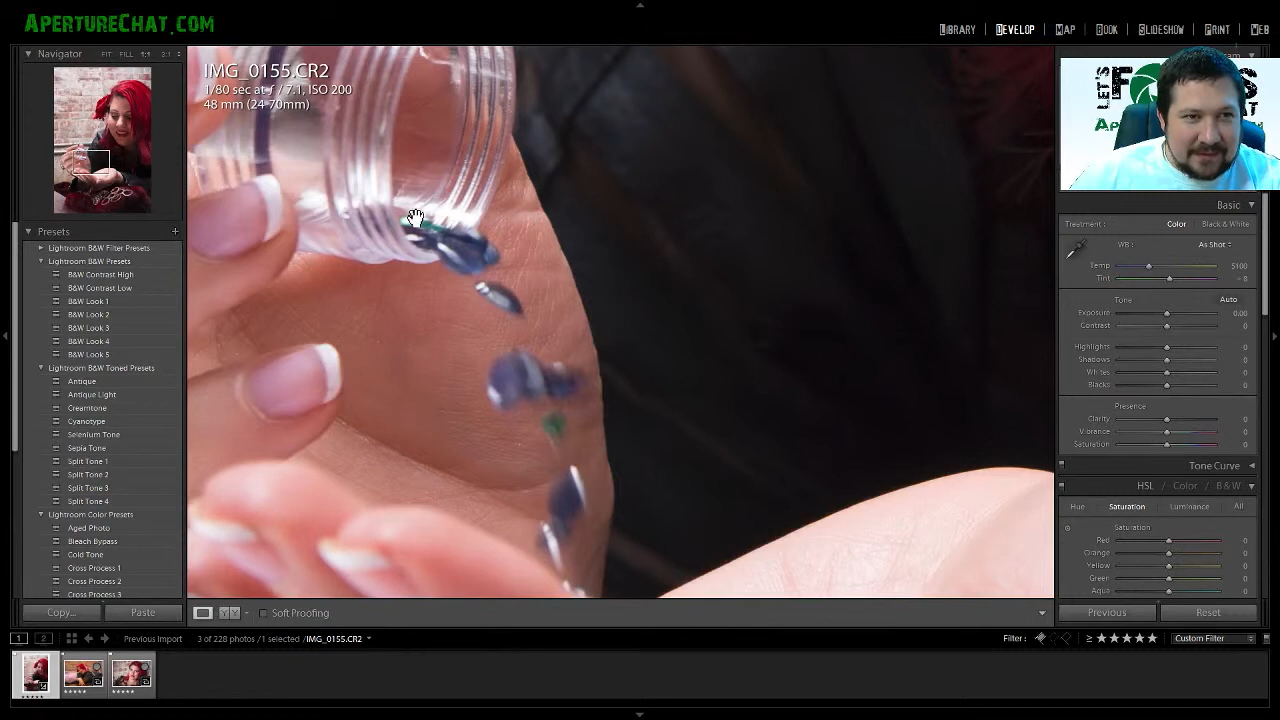 APERTURECHAT.COM
LIBRARY DEVELOP MAP BOOK SLIDESHOW PRINT WEB
Navigator FIT FILL 1:1 3:1
IMG_0155.CR2
1/80 sec at f / 7.1, ISO 200
48 mm (24-70mm)
LET'S
Presets +
Lightroom B&W Filter Presets
Lightroom B&W Presets
B&W Contrast High
B&W Contrast Low
B&W Look 1
B&W Look 2
B&W Look 3
B&W Look 4
B&W Look 5
Lightroom B&W Toned Presets
Antique
Antique Light
Creamtone
Cyanotype
Selenium Tone
Sepia Tone
Split Tone 1
Split Tone 2
Split Tone 3
Split Tone 4
Lightroom Color Presets
Aged Photo
Bleach Bypass
Cold Tone
Cross Process 1
Cross Process 2
Cross Process 3
Basic
Treatment: Color Black & White
WB: As Shot
Temp 5100
Tint - 8
Tone Auto
Exposure 0.00
Contrast 0
Highlights 0
Shadows 0
Whites 0
Blacks 0
Presence
Clarity 0
Vibrance 0
Saturation 0
Tone Curve
HSL / Color / B&W
Hue Saturation Luminance All
Saturation
Red 0
Orange 0
Yellow 0
Green 0
Aqua 0
Copy... Paste
Y Y Soft Proofing
Previous Reset
1 2 Previous Import 3 of 228 photos /1 selected /IMG_0155.CR2
Filter: ≥ ★★★★★ Custom Filter